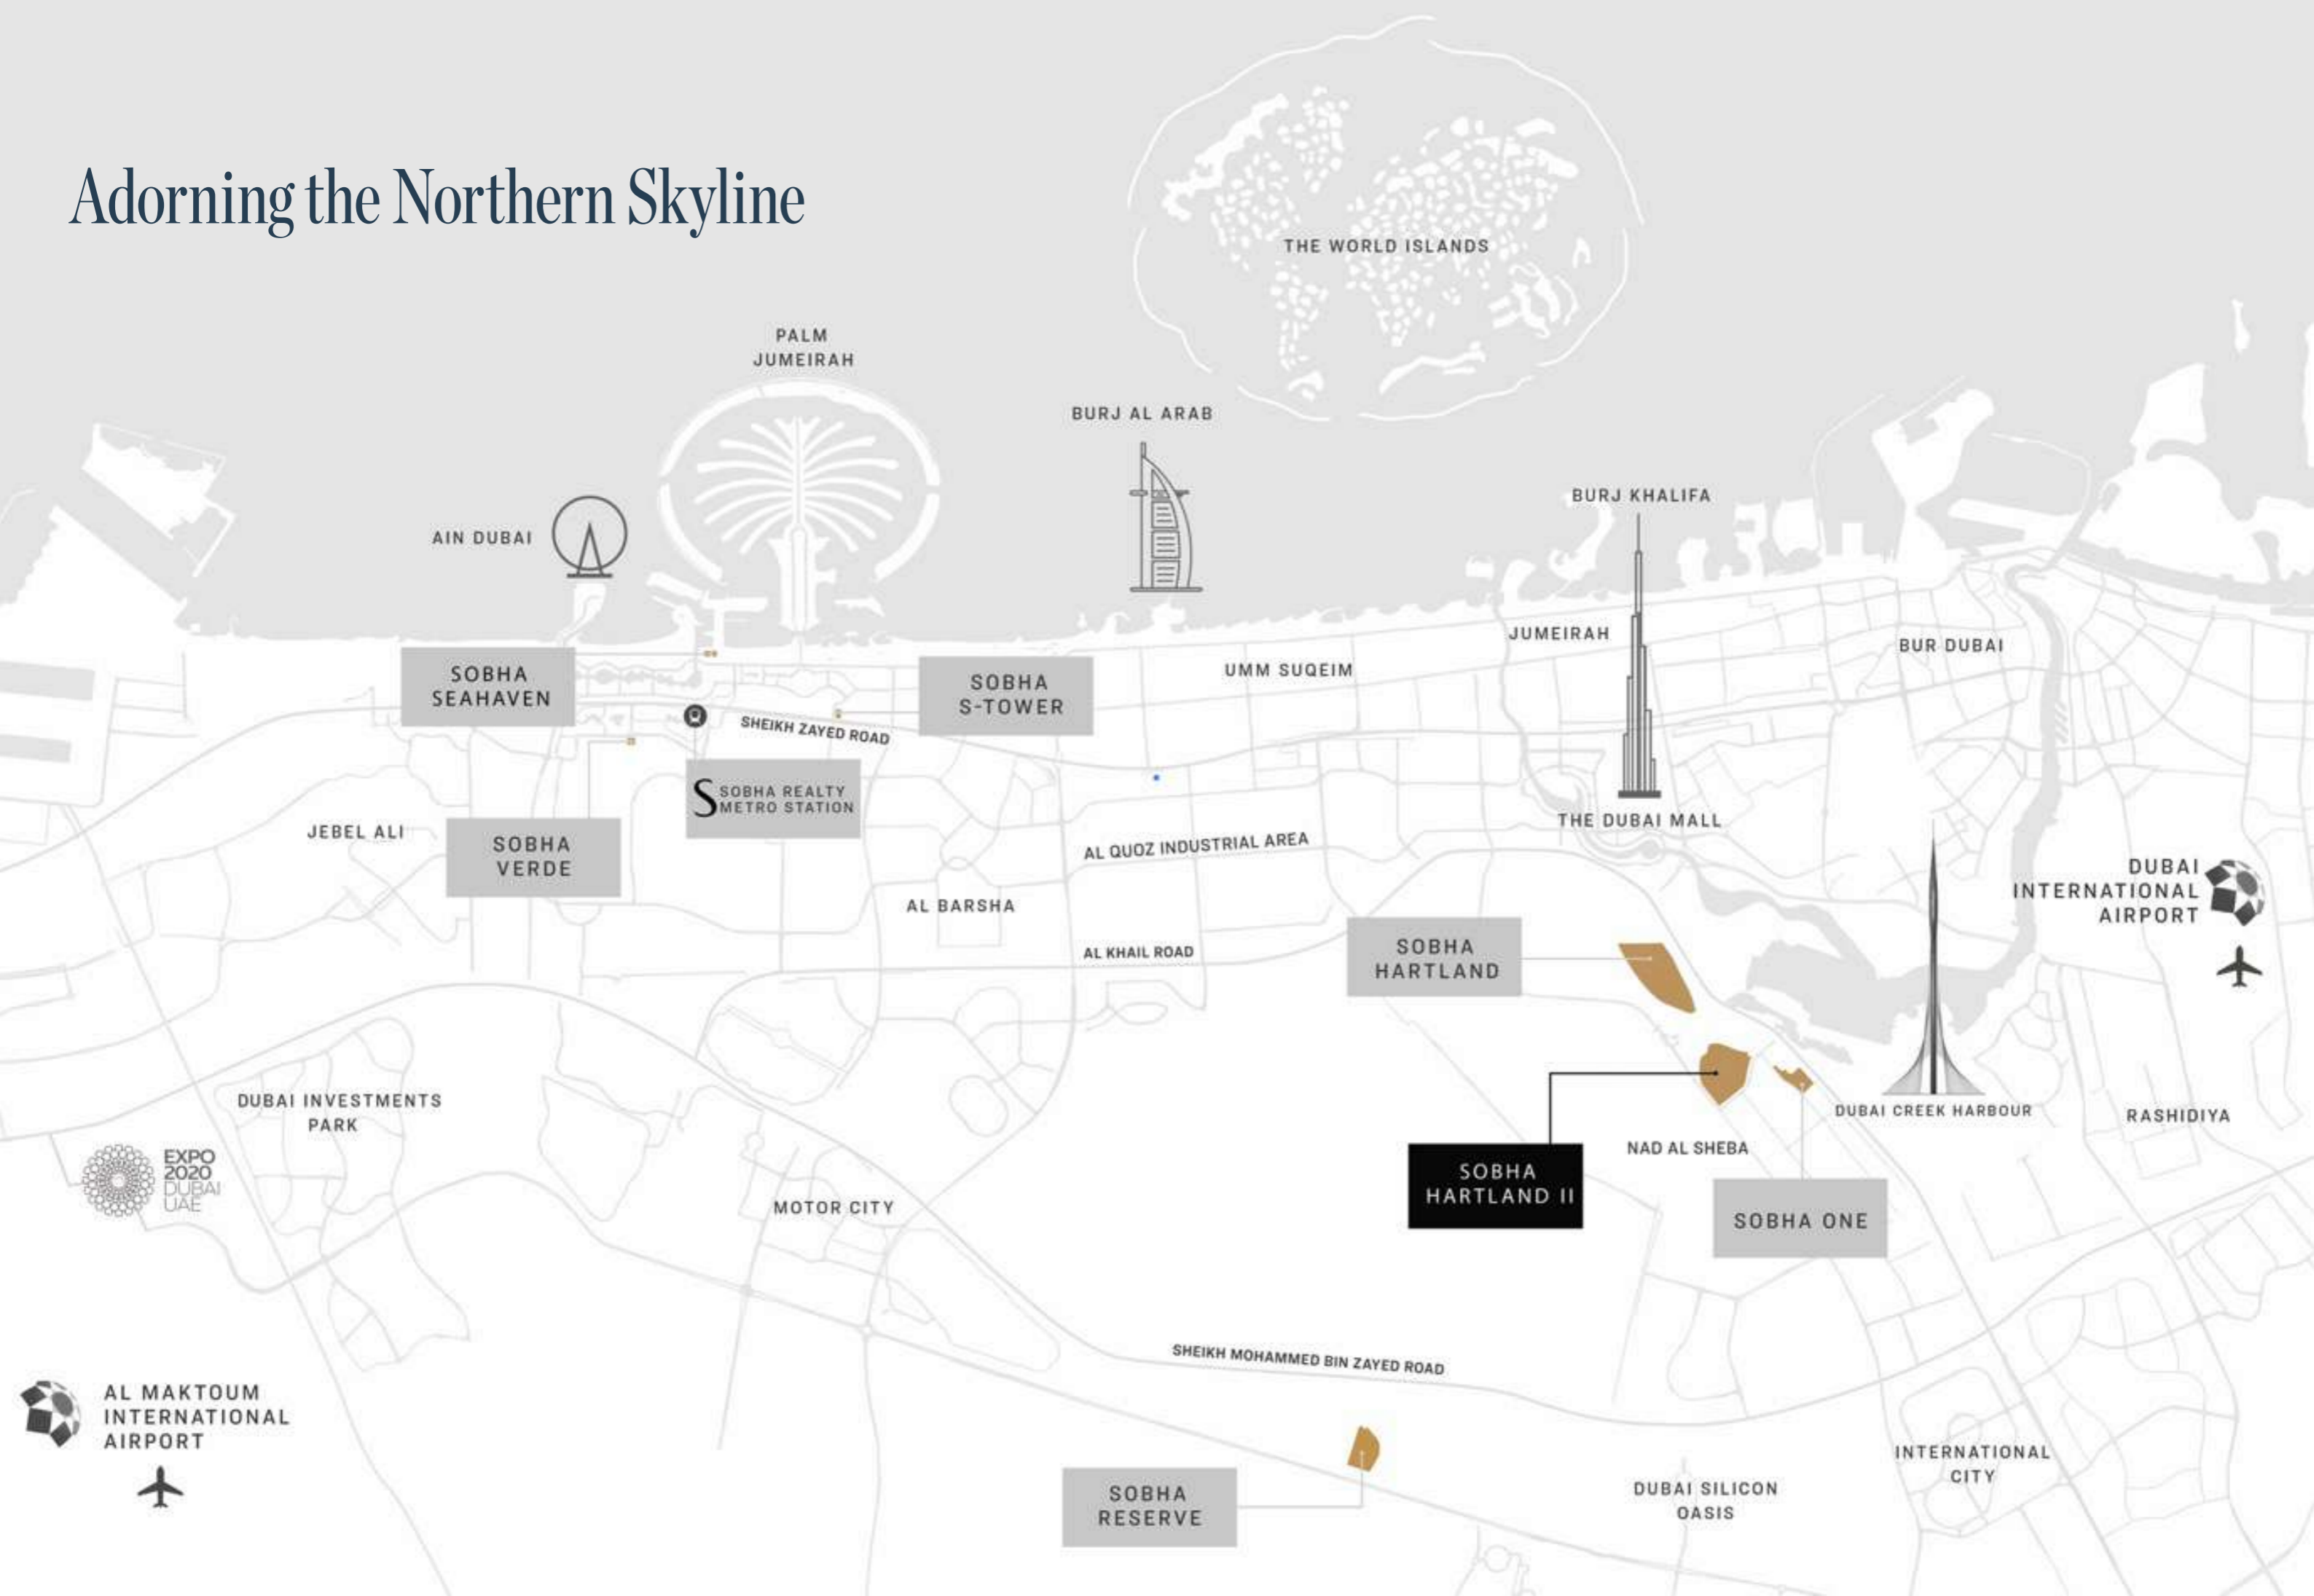 Adorning the Northern Skyline
THE WORLD ISLANDS
PALM
JUMEIRAH
BURJ AL ARAB
BURJ KHALIFA
AIN DUBAI
JUMEIRAH
BUR DUBAI
UMM SUQEIM
SOBHA
SEAHAVEN
SOBHA
S-TOWER
SHEIKH ZAYED ROAD
S SOBHA REALTY
METRO STATION
THE DUBAI MALL
JEBEL ALI
SOBHA
VERDE
AL QUOZ INDUSTRIAL AREA
DUBAI
INTERNATIONAL
AIRPORT
AL BARSHA
AL KHAIL ROAD
SOBHA
HARTLAND
DUBAI INVESTMENTS
PARK
DUBAI CREEK HARBOUR
RASHIDIYA
NAD AL SHEBA
EXPO
2020
DUBAI
UAE
SOBHA
HARTLAND II
MOTOR CITY
SOBHA ONE
SHEIKH MOHAMMED BIN ZAYED ROAD
AL MAKTOUM
INTERNATIONAL
AIRPORT
INTERNATIONAL
CITY
DUBAI SILICON
OASIS
SOBHA
RESERVE